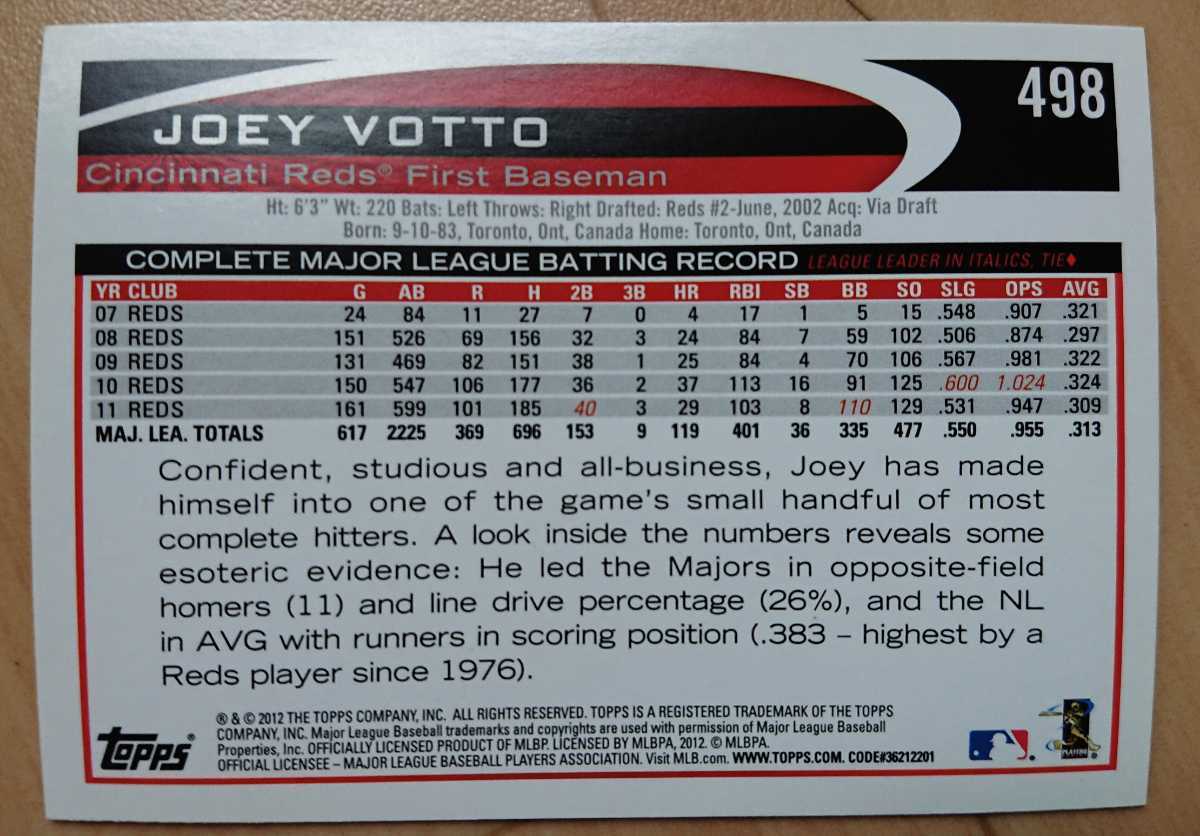 498
JOEY VOTTO
Cincinnati Reds® First Baseman
Ht: 6'3" Wt: 220 Bats: Left Throws: Right Drafted: Reds #2-June, 2002 Acq: Via Draft
Born: 9-10-83, Toronto, Ont, Canada Home: Toronto, Ont, Canada
COMPLETE MAJOR LEAGUE BATTING RECORD LEAGUE LEADER IN ITALICS, TIE♦
YR CLUB G AB R H 2B 3B HR RBI SB BB SO SLG OPS AVG
07 REDS 24 84 11 27 7 0 4 17 1 5 15 .548 .907 .321
08 REDS 151 526 69 156 32 3 24 84 7 59 102 .506 .874 .297
09 REDS 131 469 82 151 38 1 25 84 4 70 106 .567 .981 .322
10 REDS 150 547 106 177 36 2 37 113 16 91 125 .600 1.024 .324
11 REDS 161 599 101 185 40 3 29 103 8 110 129 .531 .947 .309
MAJ. LEA. TOTALS 617 2225 369 696 153 9 119 401 36 335 477 .550 .955 .313
Confident, studious and all-business, Joey has made
himself into one of the game's small handful of most
complete hitters. A look inside the numbers reveals some
esoteric evidence: He led the Majors in opposite-field
homers (11) and line drive percentage (26%), and the NL
in AVG with runners in scoring position (.383 – highest by a
Reds player since 1976).
TOPPS®
® & © 2012 THE TOPPS COMPANY, INC. ALL RIGHTS RESERVED. TOPPS IS A REGISTERED TRADEMARK OF THE TOPPS
COMPANY, INC. Major League Baseball trademarks and copyrights are used with permission of Major League Baseball
Properties, Inc. OFFICIALLY LICENSED PRODUCT OF MLBP. LICENSED BY MLBPA, 2012. © MLBPA.
OFFICIAL LICENSEE – MAJOR LEAGUE BASEBALL PLAYERS ASSOCIATION. Visit MLB.com. WWW.TOPPS.COM. CODE#36212201